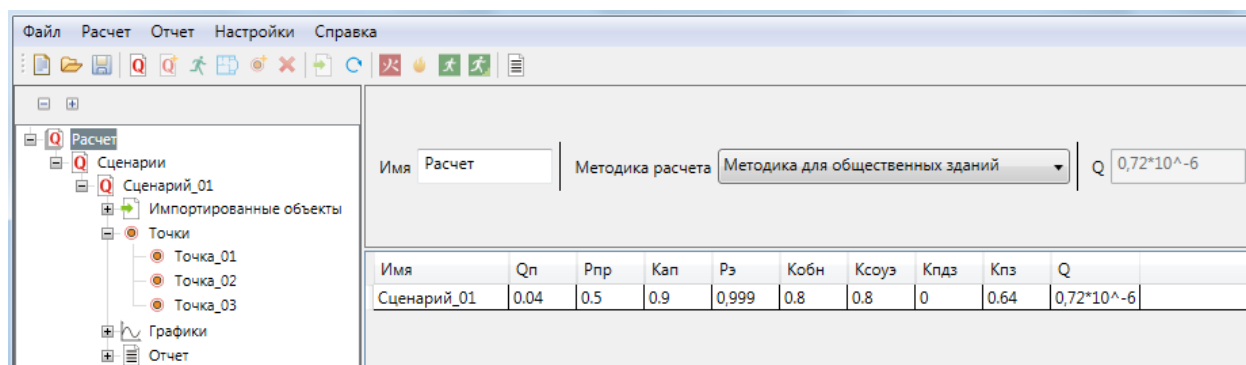 Файл Расчет Отчет Настройки Справка
Расчет
Сценарии
Сценарий_01
Импортированные объекты
Точки
Точка_01
Точка_02
Точка_03
Графики
Отчет
Имя Расчет Методика расчета Методика для общественных зданий Q 0,72*10^-6
Имя Qп Рпр Кап Рэ Кобн Ксоуэ Кпдз Кпз Q
Сценарий_01 0.04 0.5 0.9 0,999 0.8 0.8 0 0.64 0,72*10^-6